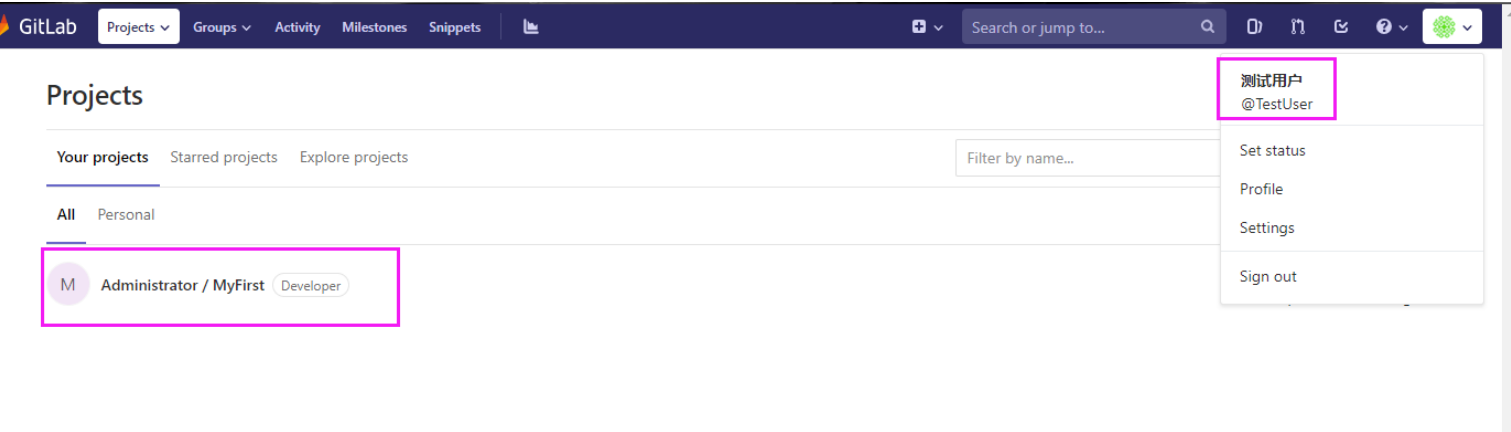 GitLab Projects Groups Activity Milestones Snippets Search or jump to...
Projects
测试用户
@TestUser
Your projects Starred projects Explore projects Filter by name...
Set status
Profile
All Personal
Settings
M Administrator / MyFirst Developer
Sign out